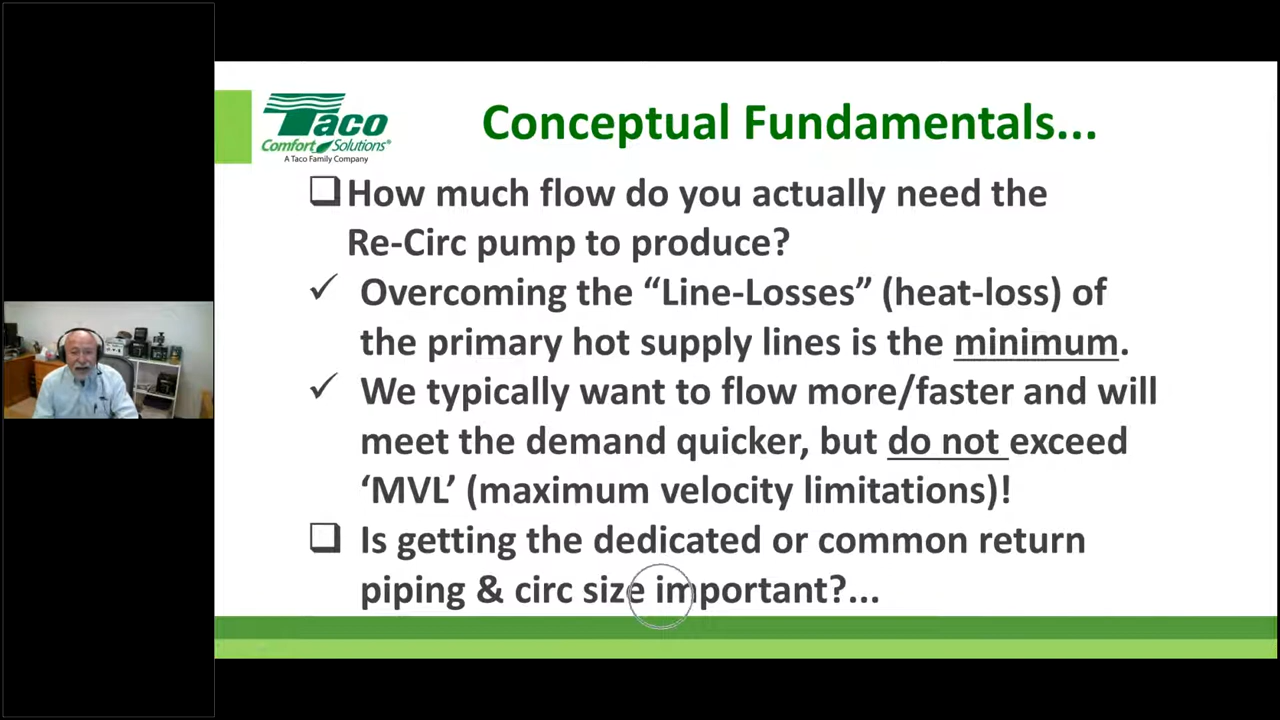 Taco
Comfort Solutions®
A Taco Family Company
Conceptual Fundamentals...
How much flow do you actually need the
Re-Circ pump to produce?
Overcoming the “Line-Losses” (heat-loss) of
the primary hot supply lines is the minimum.
We typically want to flow more/faster and will
meet the demand quicker, but do not exceed
‘MVL’ (maximum velocity limitations)!
Is getting the dedicated or common return
piping & circ size important?...